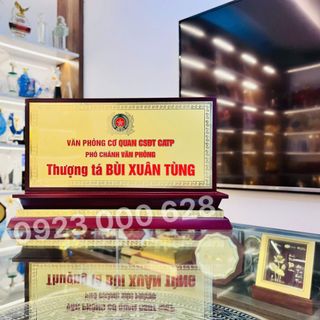 VĂN PHÒNG CƠ QUAN CSĐT CATP
PHÓ CHÁNH VĂN PHÒNG
Thượng tá BÙI XUÂN TÙNG
0923 000 628